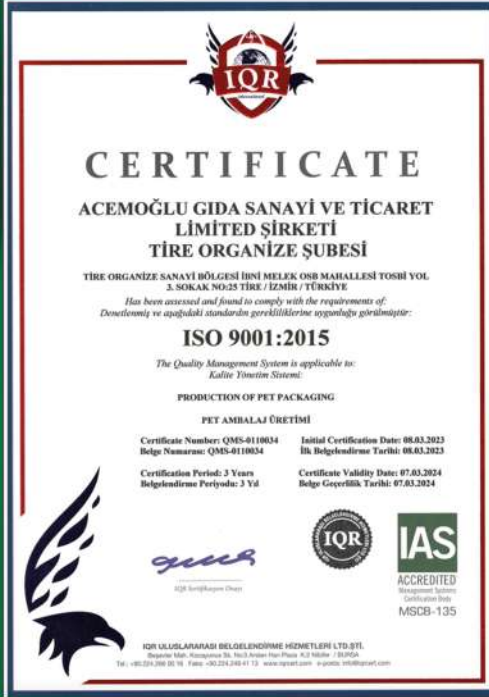 IQR
International
CERTIFICATE
ACEMOĞLU GIDA SANAYİ VE TİCARET
LIMITED ŞİRKETİ
TİRE ORGANİZE ŞUBESİ
TİRE ORGANİZE SANAYİ BÖLGESİ İBNİ MELEK OSB MAHALLESİ TOSBİ YOL
3. SOKAK NO:25 TİRE / İZMİR / TÜRKİYE
Has been assessed and found to comply with the requirements of:
Denetlenmiş ve aşağıdaki standardın gerekliliklerine uygunluğu görülmüştür:
ISO 9001:2015
The Quality Management System is applicable to:
Kalite Yönetim Sistemi:
PRODUCTION OF PET PACKAGING
PET AMBALAJ ÜRETİMİ
Certificate Number: QMS-0110034
Belge Numarası: QMS-0110034
Initial Certification Date: 08.03.2023
İlk Belgelendirme Tarihi: 08.03.2023
Certification Period: 3 Years
Belgelendirme Periyodu: 3 Yıl
Certificate Validity Date: 07.03.2024
Belge Geçerlilik Tarihi: 07.03.2024
IQR
IAS
ACCREDITED
Management Systems
Certification Body
MSCB-135
IQR Sertifikasyon Onayı
IQR ULUSLARARASI BELGELENDİRME HİZMETLERİ LTD.ŞTİ.